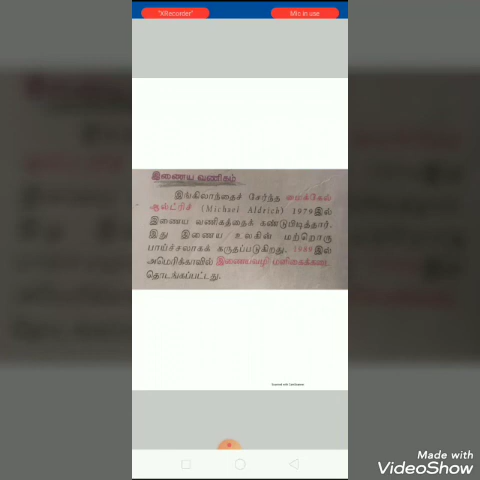 "XRecorder"
Mic in use
இணைய வணிகம்
இங்கிலாந்தைச் சேர்ந்த மைக்கேல்
ஆல்ட்ரிச் (Michael Aldrich) 1979இல்
இணைய வணிகத்தைக் கண்டுபிடித்தார்.
இது இணைய உலகின் மற்றொரு
பாய்ச்சலாகக் கருதப்படுகிறது.
அமெரிக்காவில் இணையவழி மளிகைக்கடை
தொடங்கப்பட்டது.
Made with
VideoShow